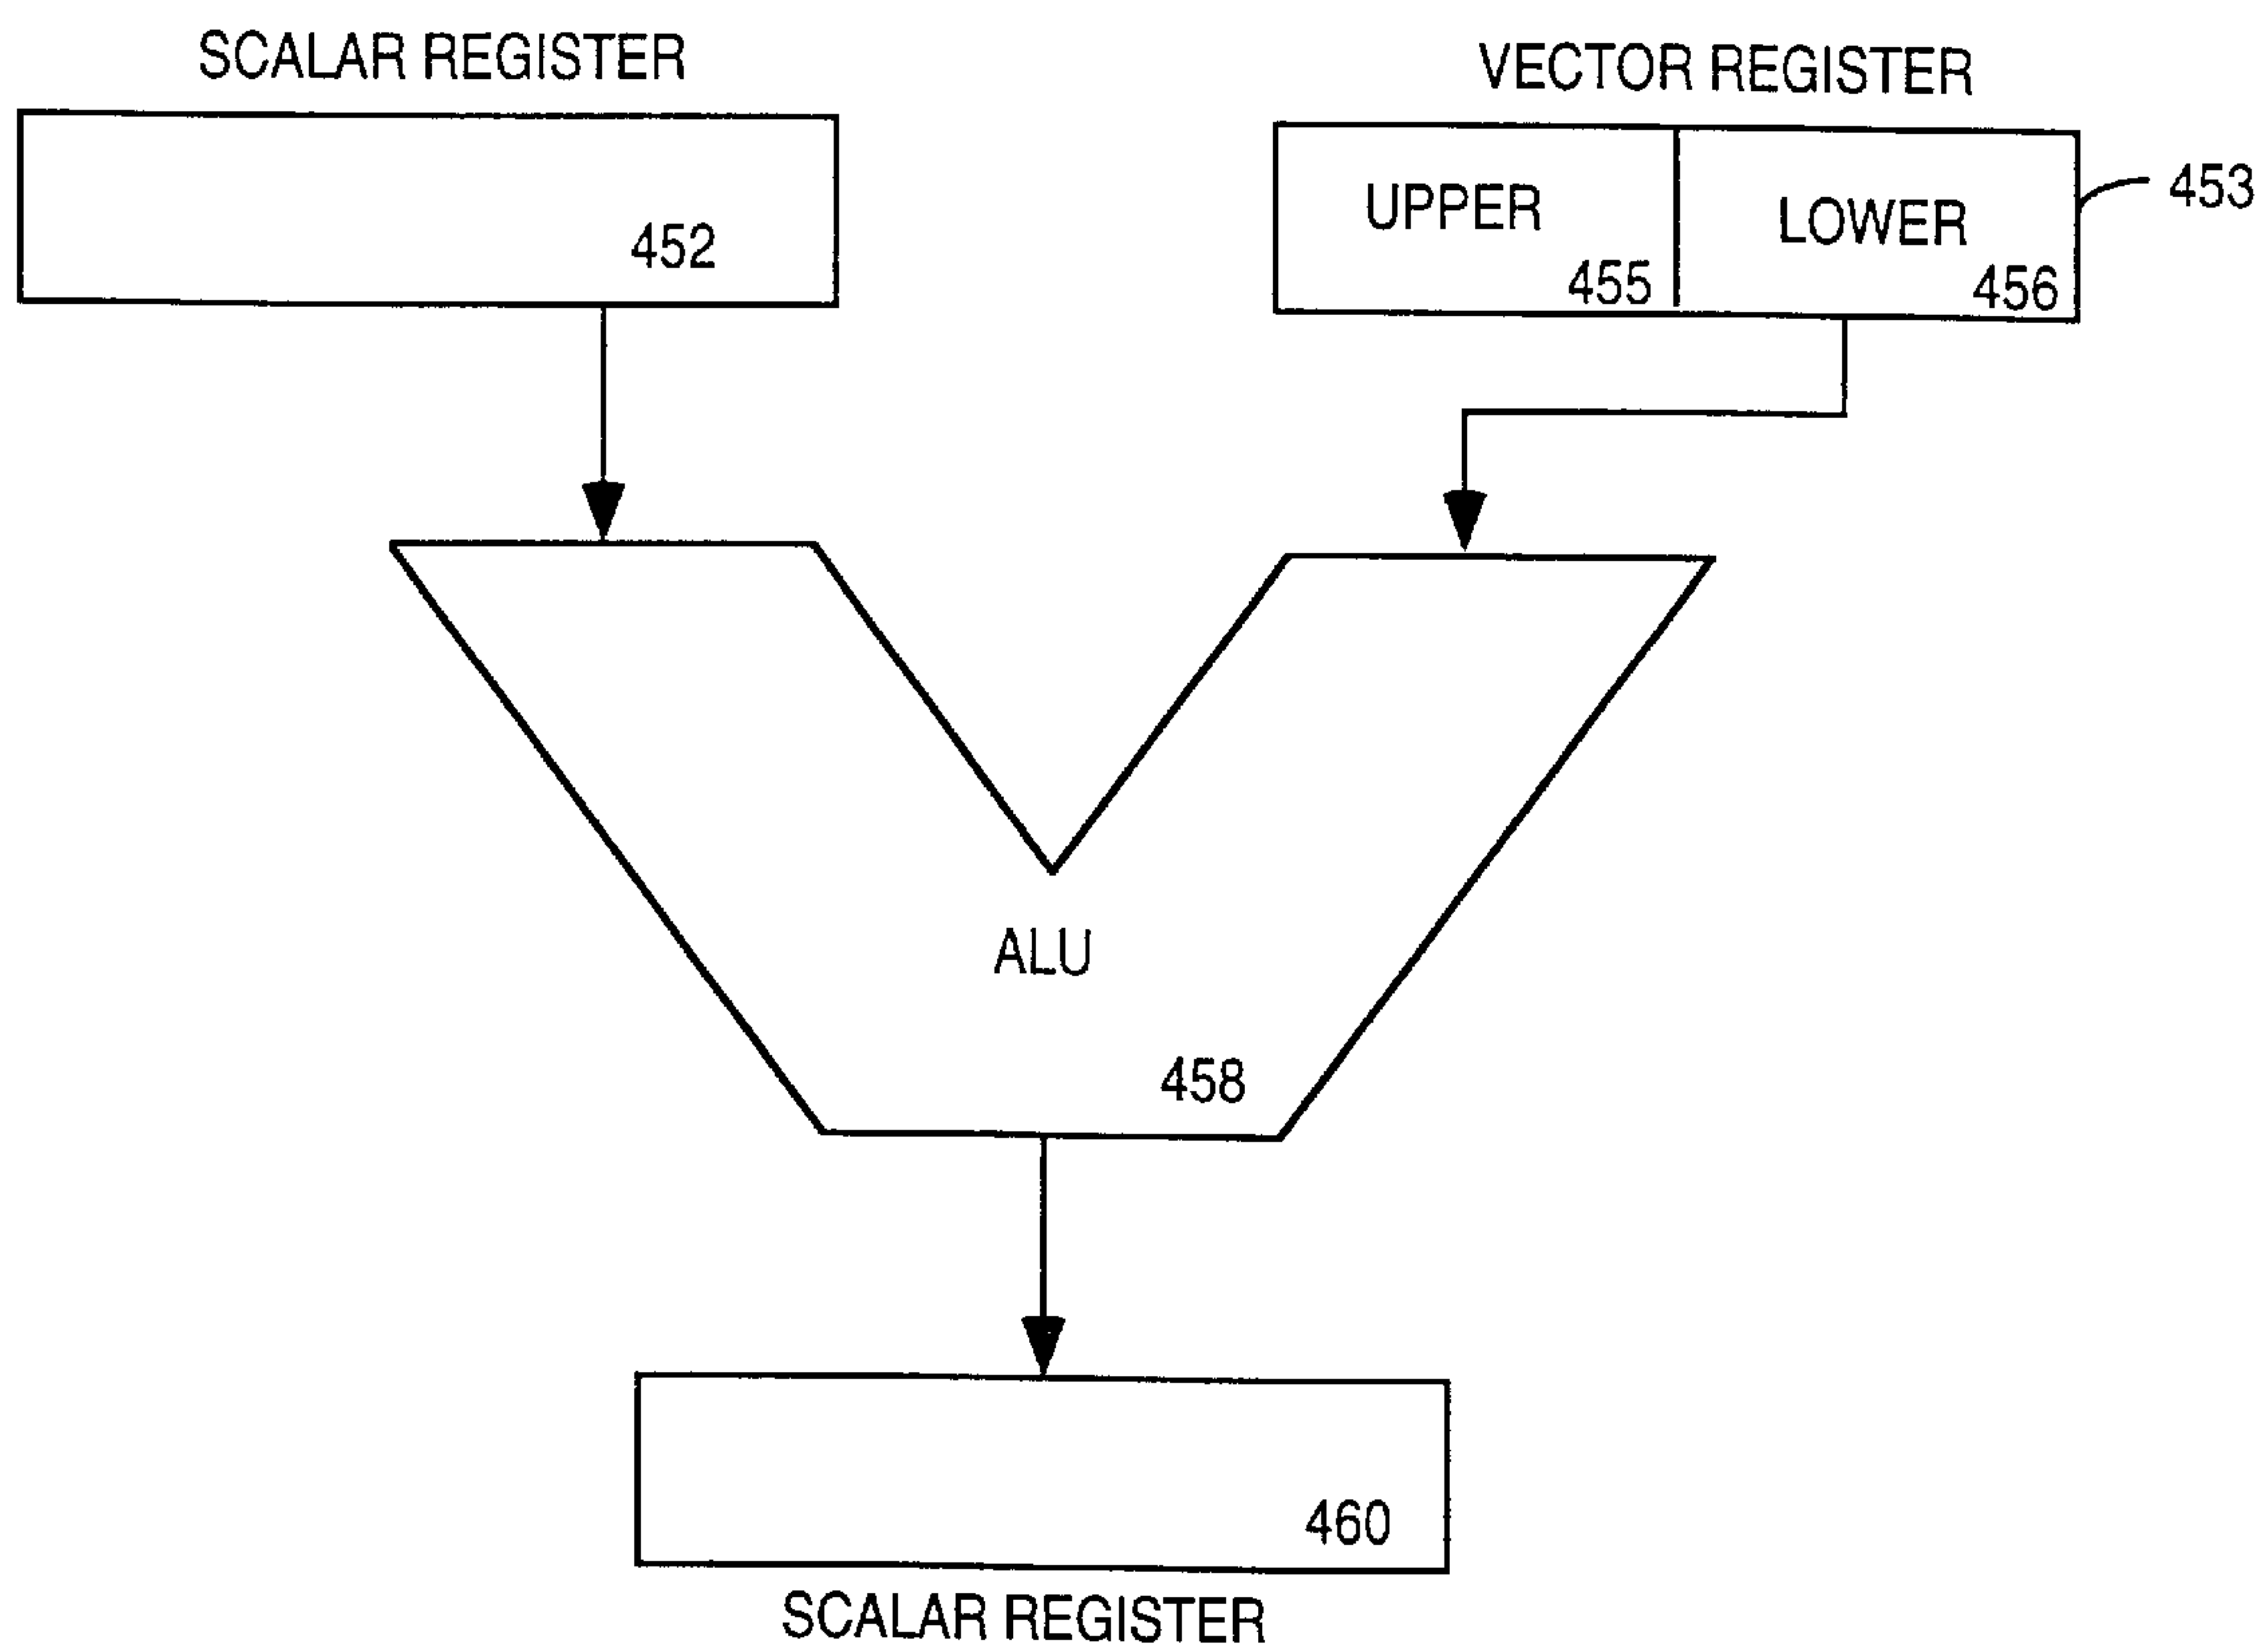 SCALAR REGISTER
VECTOR REGISTER
452
UPPER
455
LOWER
456
453
ALU
458
460
SCALAR REGISTER